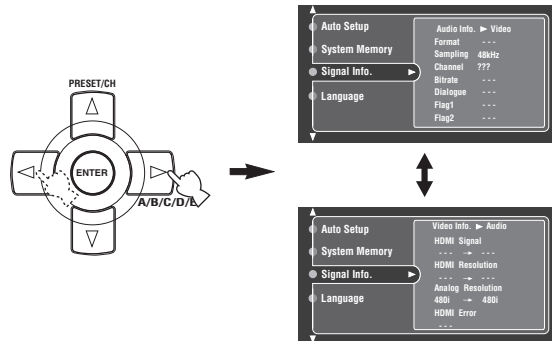 PRESET/CH
ENTER
A/B/C/D/E
Auto Setup
System Memory
Signal Info.
Language
Audio Info. ► Video
Format - - -
Sampling 48kHz
Channel ???
Bitrate - - -
Dialogue - - -
Flag1 - - -
Flag2 - - -
Auto Setup
System Memory
Signal Info.
Language
Video Info. ► Audio
HDMI Signal
- - - → - - -
HDMI Resolution
- - - → - - -
Analog Resolution
480i → 480i
HDMI Error
- - -